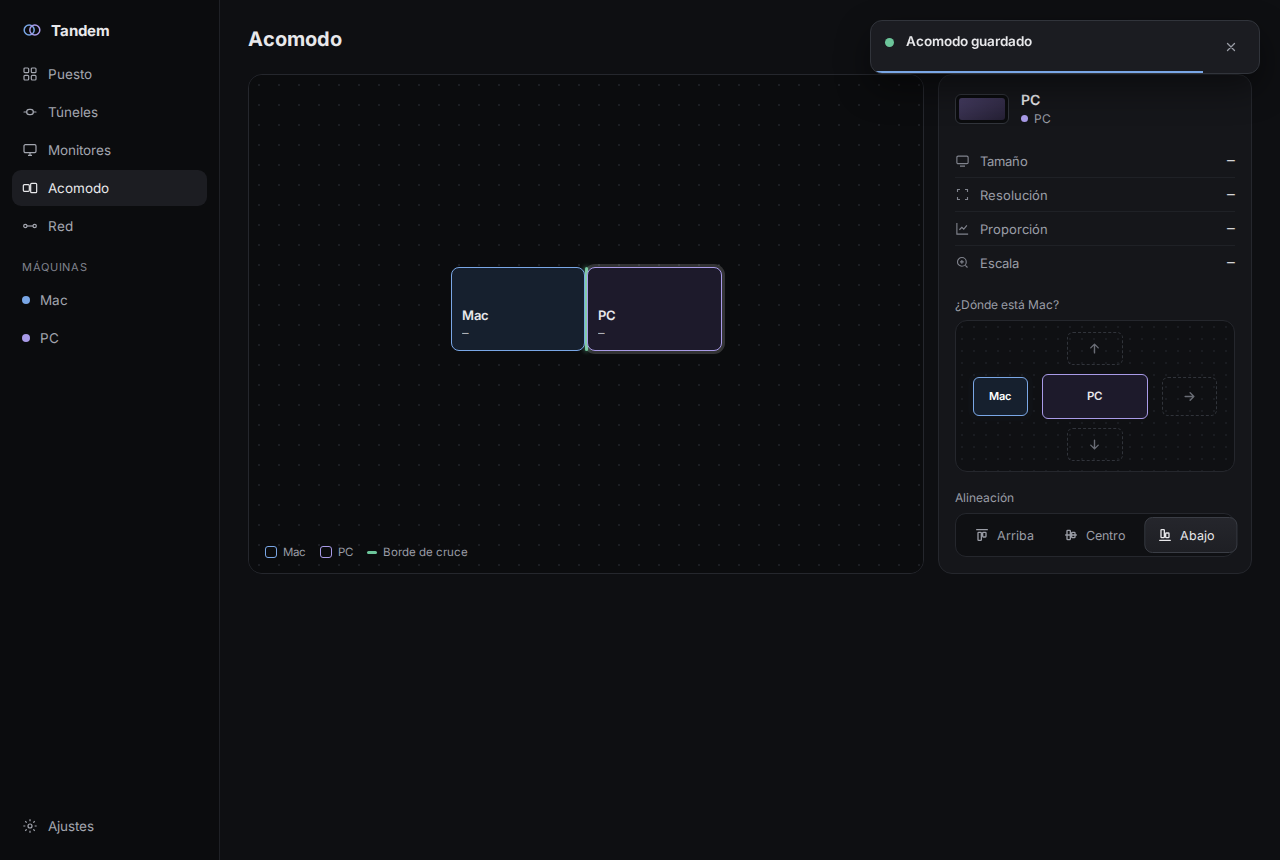 Tandem
Puesto
Túneles
Monitores
Acomodo
Red
MÁQUINAS
Mac
PC
Ajustes
Acomodo
Acomodo guardado
Mac
–
PC
–
Mac
PC
Borde de cruce
PC
PC
Tamaño –
Resolución –
Proporción –
Escala –
¿Dónde está Mac?
Mac
PC
Alineación
Arriba Centro Abajo